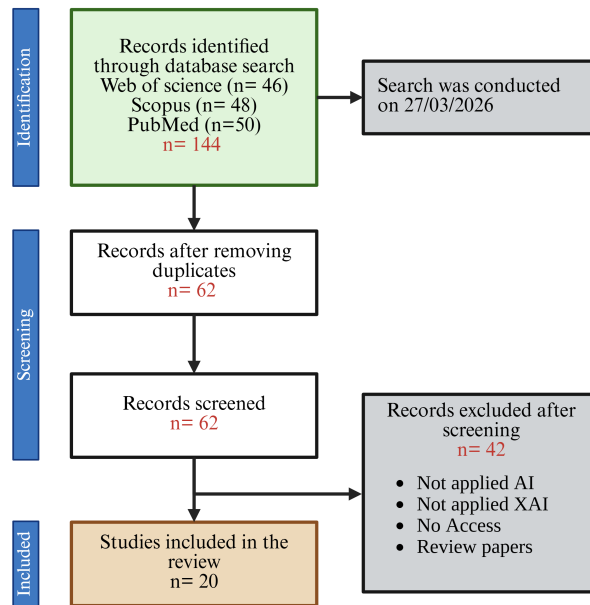 Identification
Records identified
through database search
Web of science (n= 46)
Scopus (n= 48)
PubMed (n=50)
n= 144
Search was conducted
on 27/03/2026
Screening
Records after removing
duplicates
n= 62
Records screened
n= 62
Records excluded after
screening
n= 42
• Not applied AI
• Not applied XAI
• No Access
• Review papers
Included
Studies included in the
review
n= 20